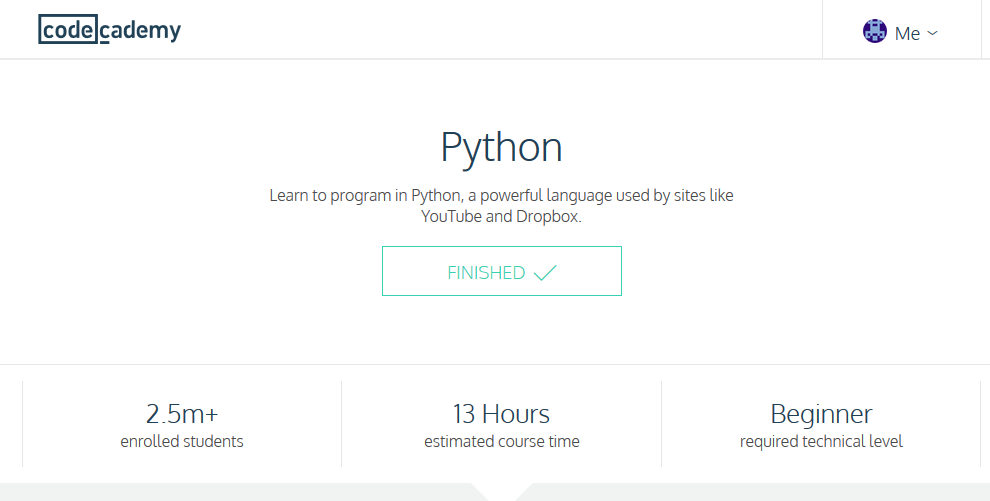 codecademy
Me
Python
Learn to program in Python, a powerful language used by sites like
YouTube and Dropbox.
FINISHED
2.5m+
enrolled students
13 Hours
estimated course time
Beginner
required technical level